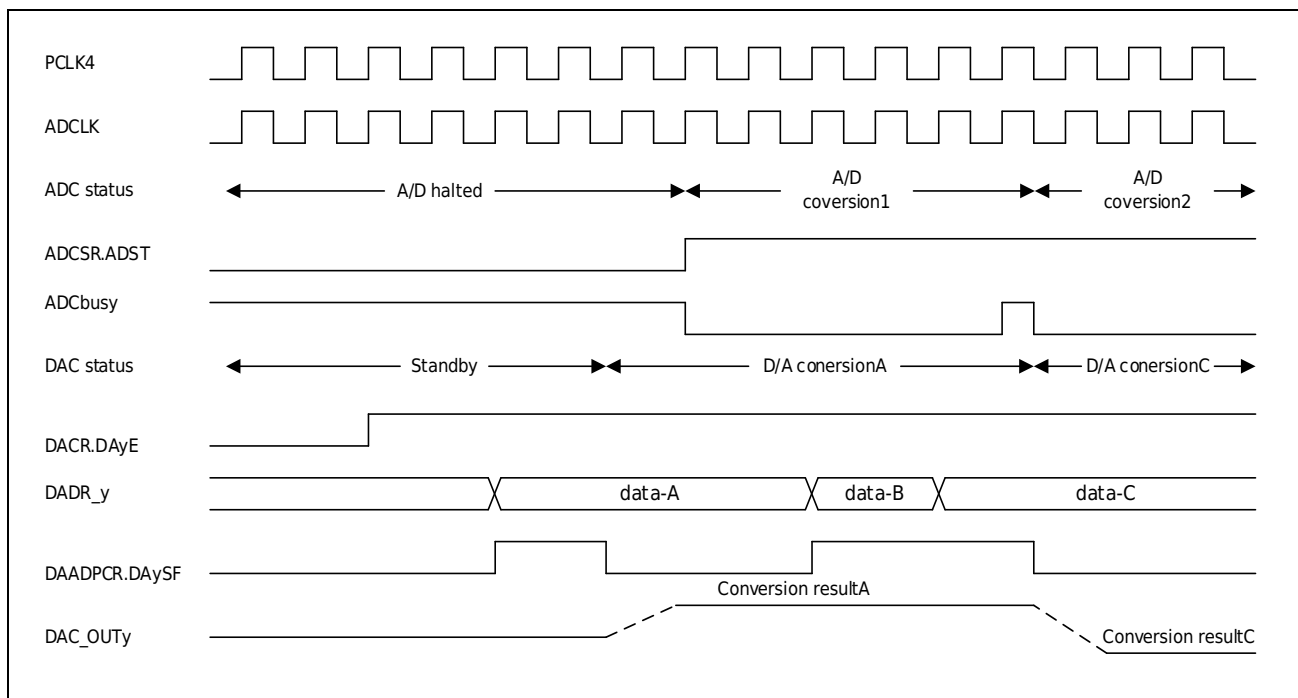 PCLK4
ADCLK
ADC status
A/D halted
A/D
coversion1
A/D
coversion2
ADCSR.ADST
ADCbusy
DAC status
Standby
D/A conersionA
D/A conersionC
DACR.DAyE
DADR_y
data-A
data-B
data-C
DAADPCR.DAySF
Conversion resultA
DAC_OUTy
Conversion resultC